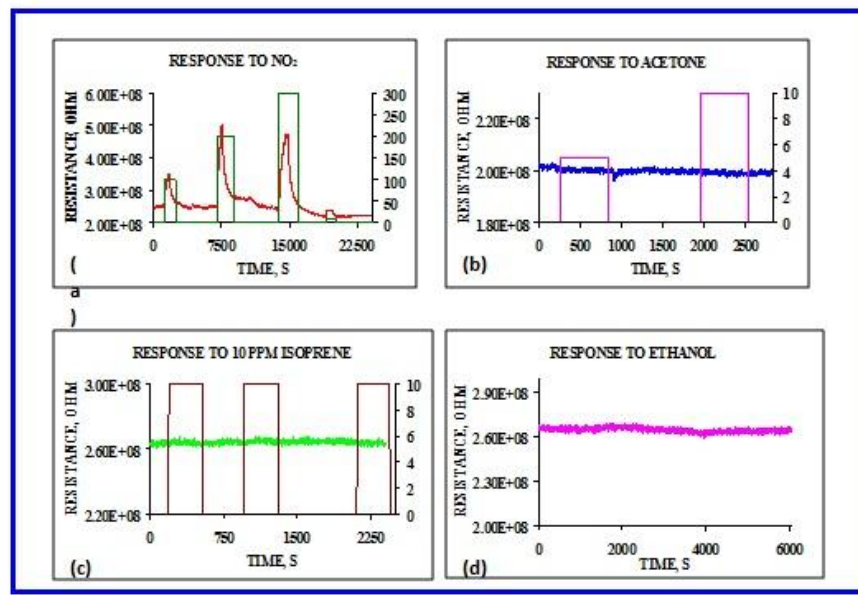 RESPONSE TO NO₂
RESISTANCE, OHM
6.00E+08
5.00E+08
4.00E+08
3.00E+08
2.00E+08
300
250
200
150
100
50
0
0 7500 15000 22500
TIME, S
(
a
)
RESPONSE TO ACETONE
RESISTANCE, OHM
2.20E+08
2.00E+08
1.80E+08
10
8
6
4
2
0
0 500 1000 1500 2000 2500
TIME, S
(b)
RESPONSE TO 10 PPM ISOPRENE
RESISTANCE, OHM
3.00E+08
2.60E+08
2.20E+08
10
8
6
4
2
0
0 750 1500 2250
TIME, S
(c)
RESPONSE TO ETHANOL
RESISTANCE, OHM
2.90E+08
2.60E+08
2.30E+08
2.00E+08
0 2000 4000 6000
TIME, S
(d)